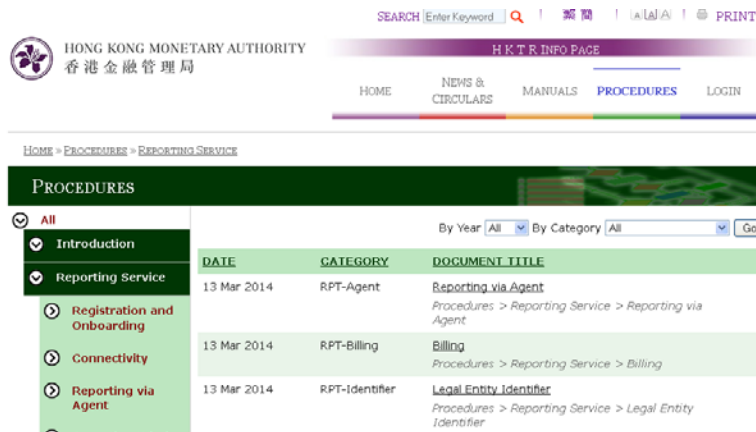 SEARCH Enter Keyword 繁 簡 A A A PRINT
HONG KONG MONETARY AUTHORITY
香港金融管理局
H K T R INFO PAGE
HOME NEWS & CIRCULARS MANUALS PROCEDURES LOGIN
HOME » PROCEDURES » REPORTING SERVICE
PROCEDURES
All
By Year All By Category All Go
Introduction
DATE CATEGORY DOCUMENT TITLE
Reporting Service
13 Mar 2014 RPT-Agent Reporting via Agent
Procedures > Reporting Service > Reporting via
Agent
Registration and
Onboarding
13 Mar 2014 RPT-Billing Billing
Procedures > Reporting Service > Billing
Connectivity
13 Mar 2014 RPT-Identifier Legal Entity Identifier
Procedures > Reporting Service > Legal Entity
Identifier
Reporting via
Agent